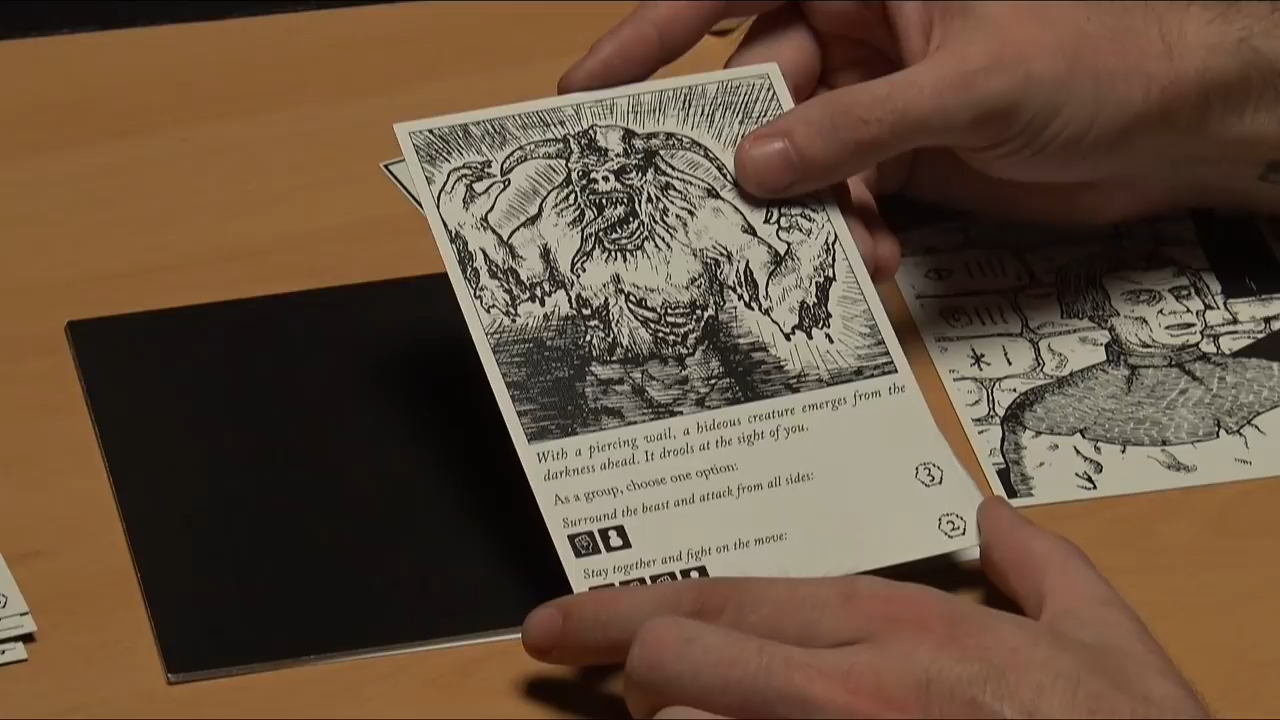 With a piercing wail, a hideous creature emerges from the
darkness ahead. It drools at the sight of you.
As a group, choose one option:
Surround the beast and attack from all sides:
3
Stay together and fight on the move:
2